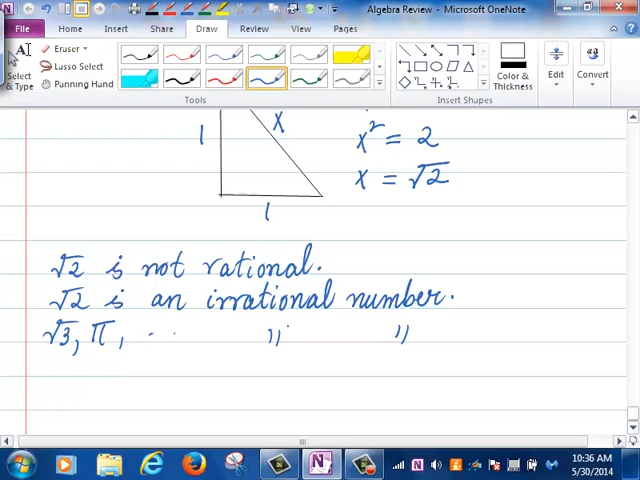 Algebra Review - Microsoft OneNote
File Home Insert Share Draw Review View Pages
Select & Type
Eraser
Lasso Select
Panning Hand
Tools
Insert Shapes
Color & Thickness
Edit
Convert
1
x
1
x² = 2
x = √2
√2 is not rational.
√2 is an irrational number.
√3, π, ... " "
10:36 AM
5/30/2014